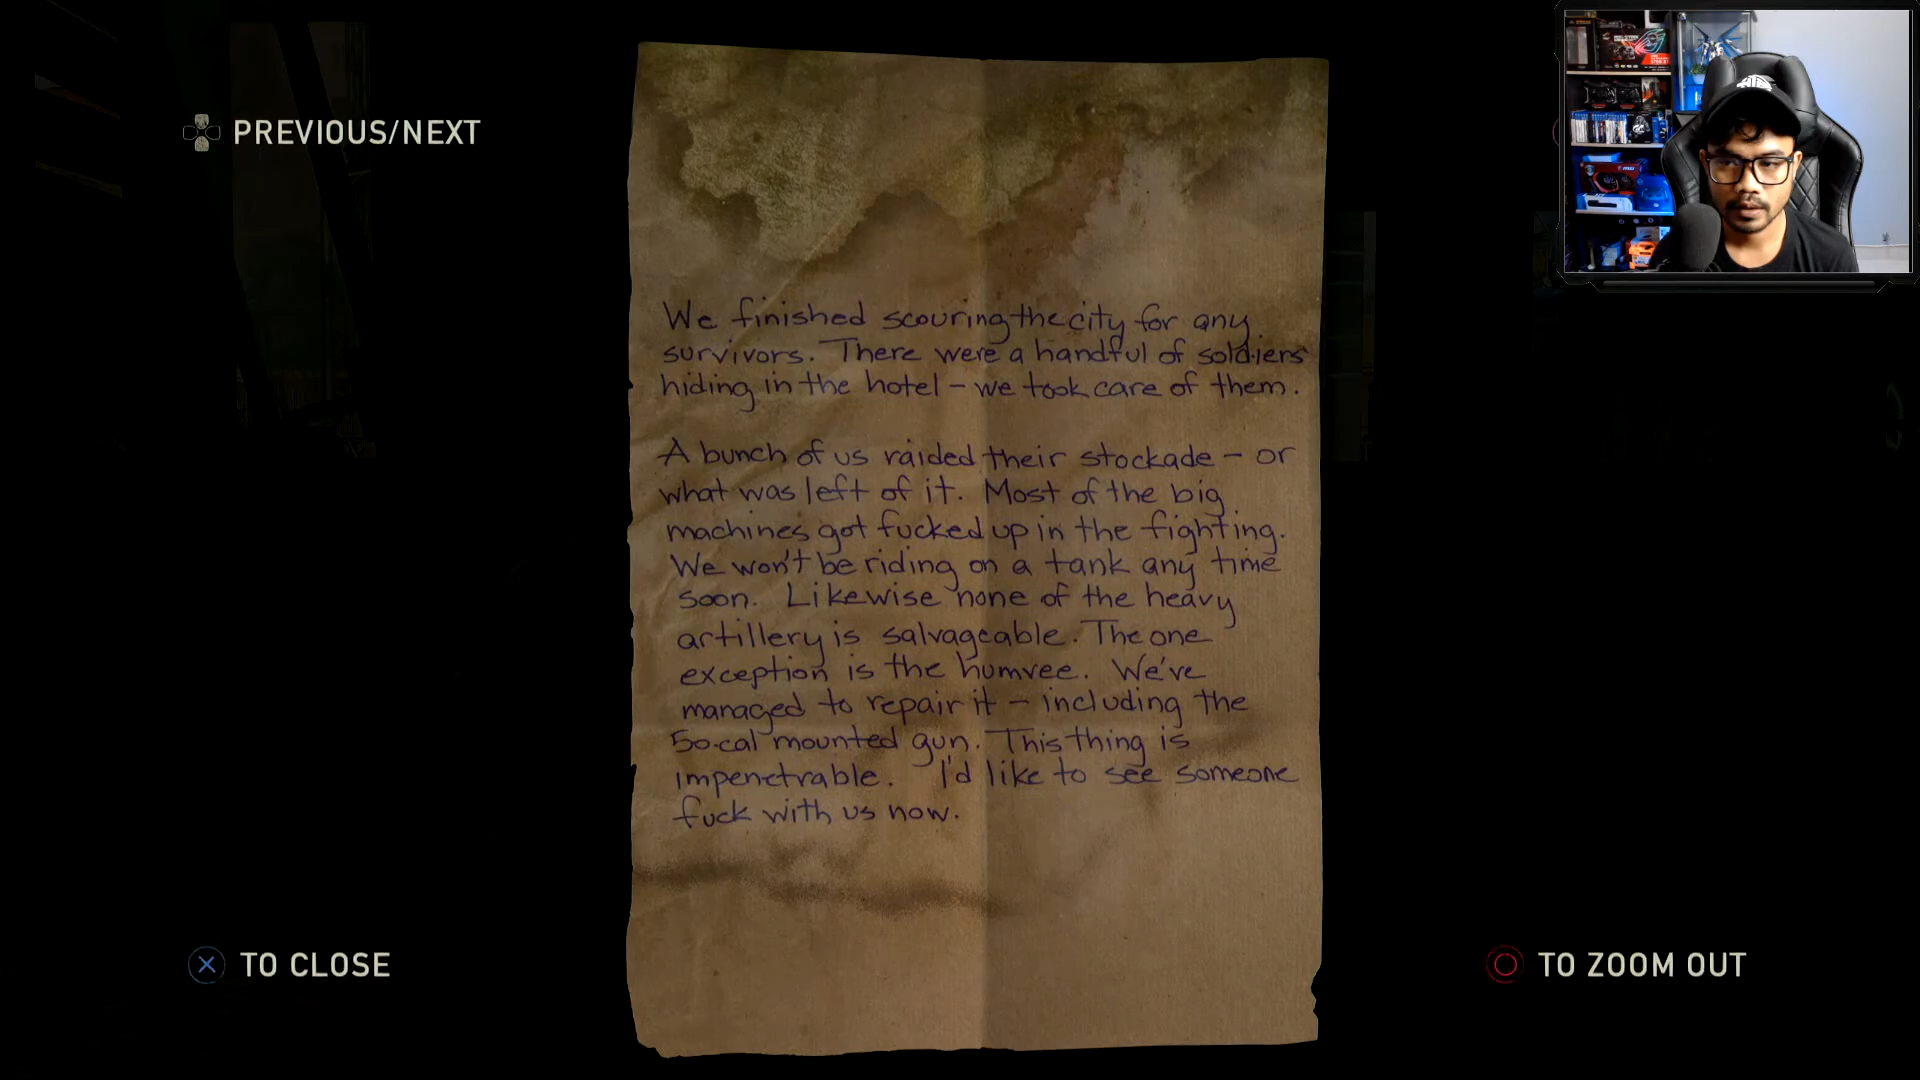 PREVIOUS/NEXT
We finished scouring the city for any
survivors. There were a handful of soldiers
hiding in the hotel – we took care of them.
A bunch of us raided their stockade – or
what was left of it. Most of the big
machines got fucked up in the fighting.
We won't be riding on a tank any time
soon. Likewise none of the heavy
artillery is salvageable. The one
exception is the humvee. We've
managed to repair it – including the
50-cal mounted gun. This thing is
impenetrable. I'd like to see someone
fuck with us now.
TO CLOSE
TO ZOOM OUT